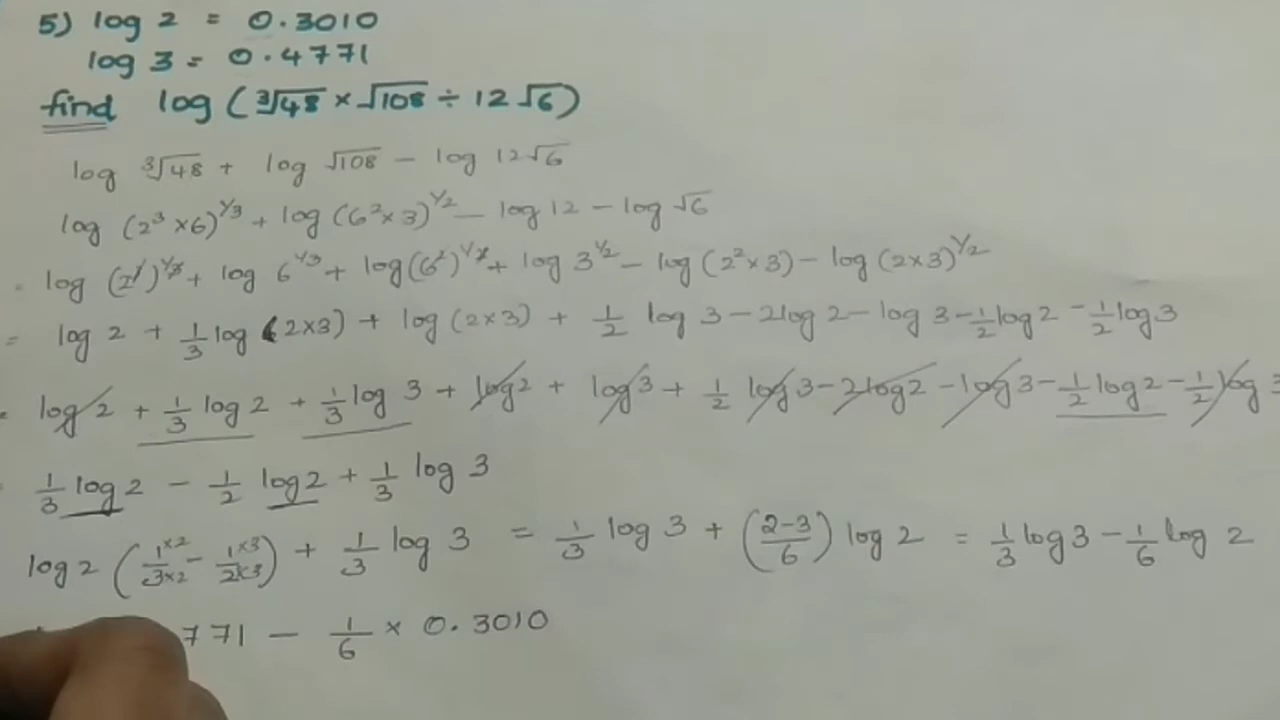 5) log 2 = 0.3010
log 3 = 0.4771
find log (∛48 × √108 ÷ 12√6)
log ∛48 + log √108 − log 12√6
log (2³ × 6)^1/3 + log (6² × 3)^1/2 − log 12 − log √6
= log (2³)^1/3 + log 6^1/3 + log (6²)^1/2 + log 3^1/2 − log (2² × 3) − log (2×3)^1/2
= log 2 + 1/3 log (2×3) + log (2×3) + 1/2 log 3 − 2log 2 − log 3 − 1/2 log 2 − 1/2 log 3
= log 2 + 1/3 log 2 + 1/3 log 3 + log 2 + log 3 + 1/2 log 3 − 2log2 − log 3 − 1/2 log 2 − 1/2 log 3
= 1/3 log 2 − 1/2 log 2 + 1/3 log 3
log 2 (1×2/3×2 − 1×3/2×3) + 1/3 log 3 = 1/3 log 3 + (2−3/6) log 2 = 1/3 log 3 − 1/6 log 2
771 − 1/6 × 0.3010